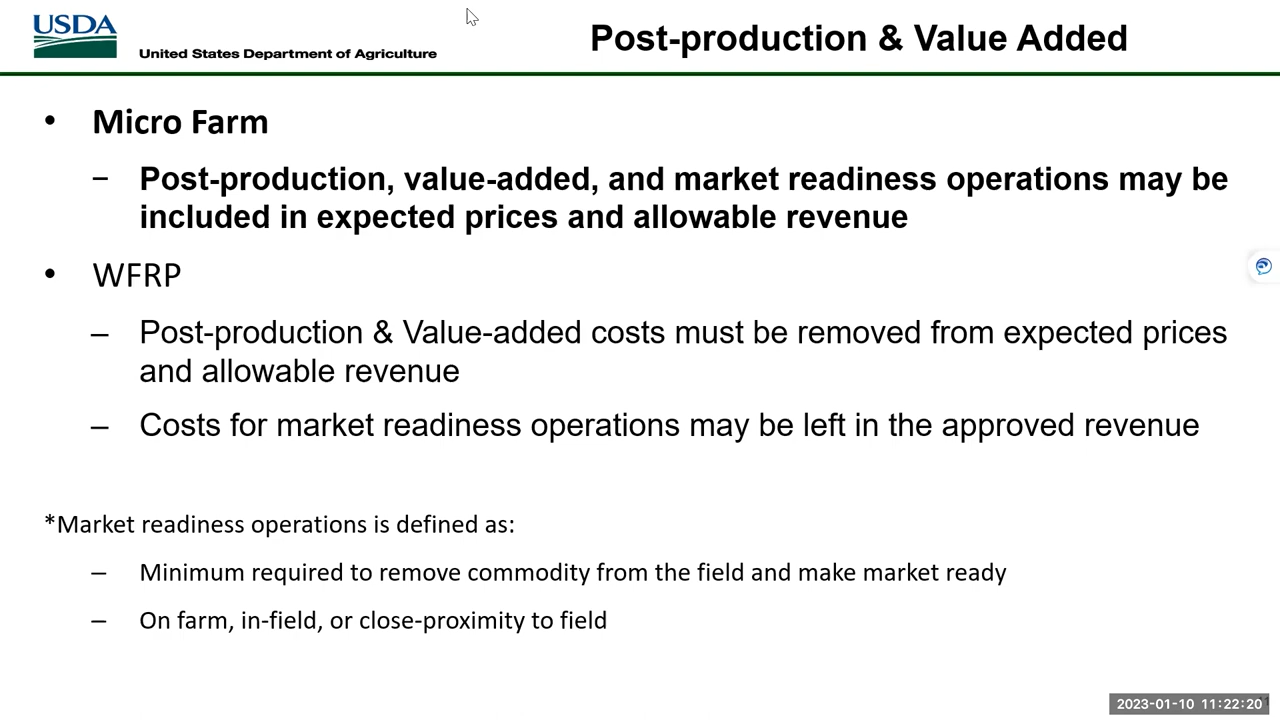 USDA
United States Department of Agriculture
Post-production & Value Added
• Micro Farm
– Post-production, value-added, and market readiness operations may be
included in expected prices and allowable revenue
• WFRP
– Post-production & Value-added costs must be removed from expected prices
and allowable revenue
– Costs for market readiness operations may be left in the approved revenue
*Market readiness operations is defined as:
– Minimum required to remove commodity from the field and make market ready
– On farm, in-field, or close-proximity to field
2023-01-10 11:22:20